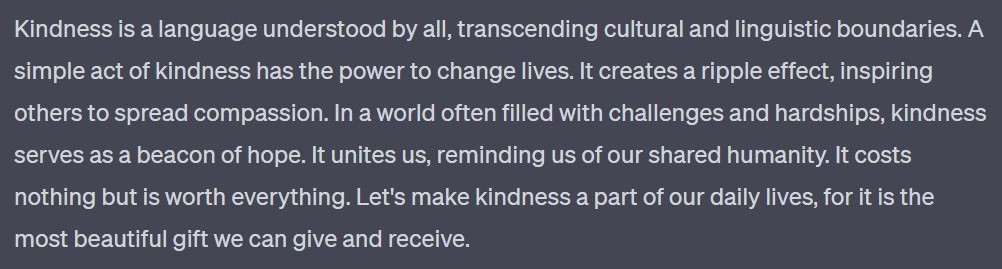 Kindness is a language understood by all, transcending cultural and linguistic boundaries. A
simple act of kindness has the power to change lives. It creates a ripple effect, inspiring
others to spread compassion. In a world often filled with challenges and hardships, kindness
serves as a beacon of hope. It unites us, reminding us of our shared humanity. It costs
nothing but is worth everything. Let's make kindness a part of our daily lives, for it is the
most beautiful gift we can give and receive.